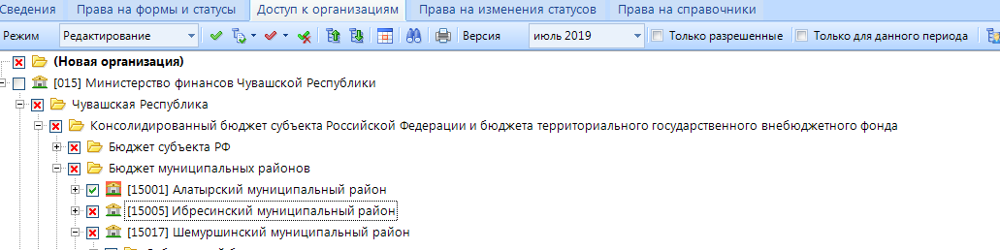 Сведения Права на формы и статусы Доступ к организациям Права на изменения статусов Права на справочники
Режим Редактирование Версия июль 2019 Только разрешенные Только для данного периода
(Новая организация)
[015] Министерство финансов Чувашской Республики
Чувашская Республика
Консолидированный бюджет субъекта Российской Федерации и бюджета территориального государственного внебюджетного фонда
Бюджет субъекта РФ
Бюджет муниципальных районов
[15001] Алатырский муниципальный район
[15005] Ибресинский муниципальный район
[15017] Шемуршинский муниципальный район